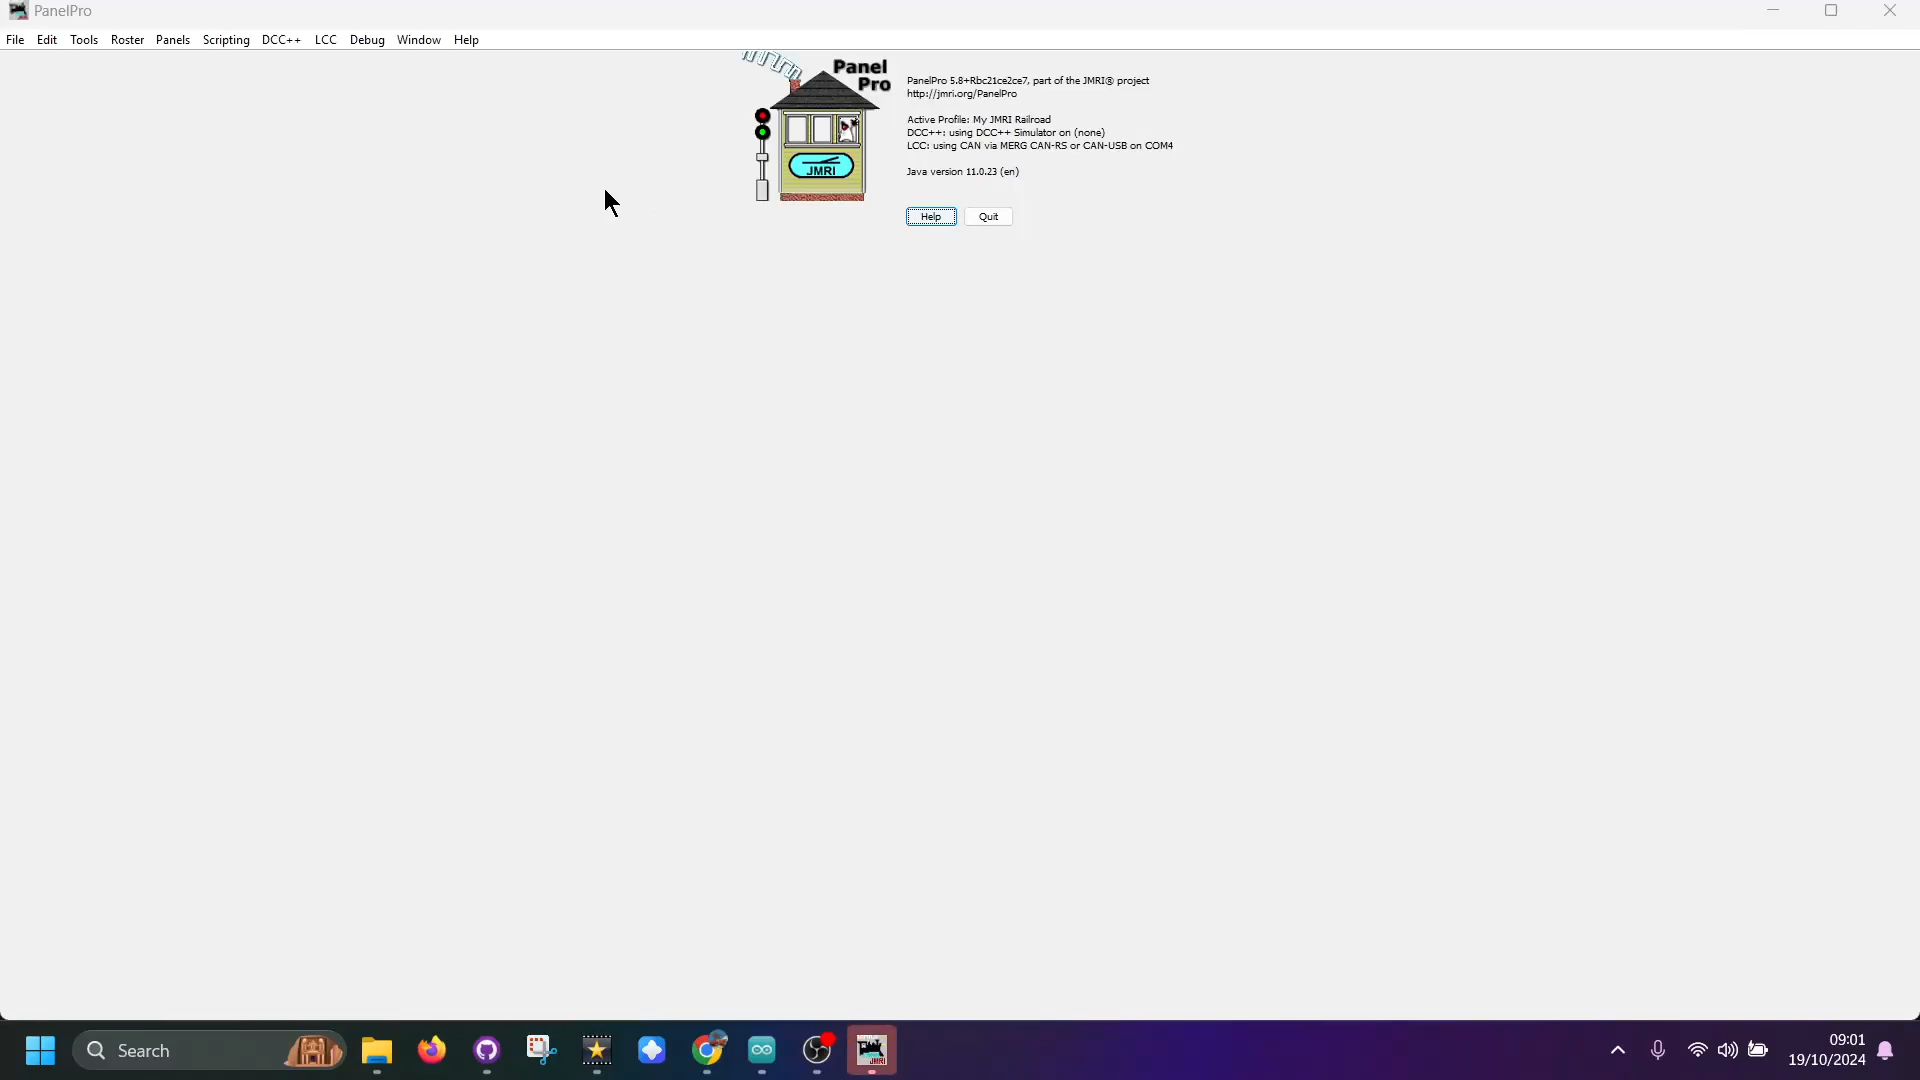 PanelPro
File Edit Tools Roster Panels Scripting DCC++ LCC Debug Window Help
Panel
Pro
JMRI
PanelPro 5.8+Rbc21ce2ce7, part of the JMRI® project
http://jmri.org/PanelPro
Active Profile: My JMRI Railroad
DCC++: using DCC++ Simulator on (none)
LCC: using CAN via MERG CAN-RS or CAN-USB on COM4
Java version 11.0.23 (en)
Help Quit
Search
JMRI
09:01
19/10/2024